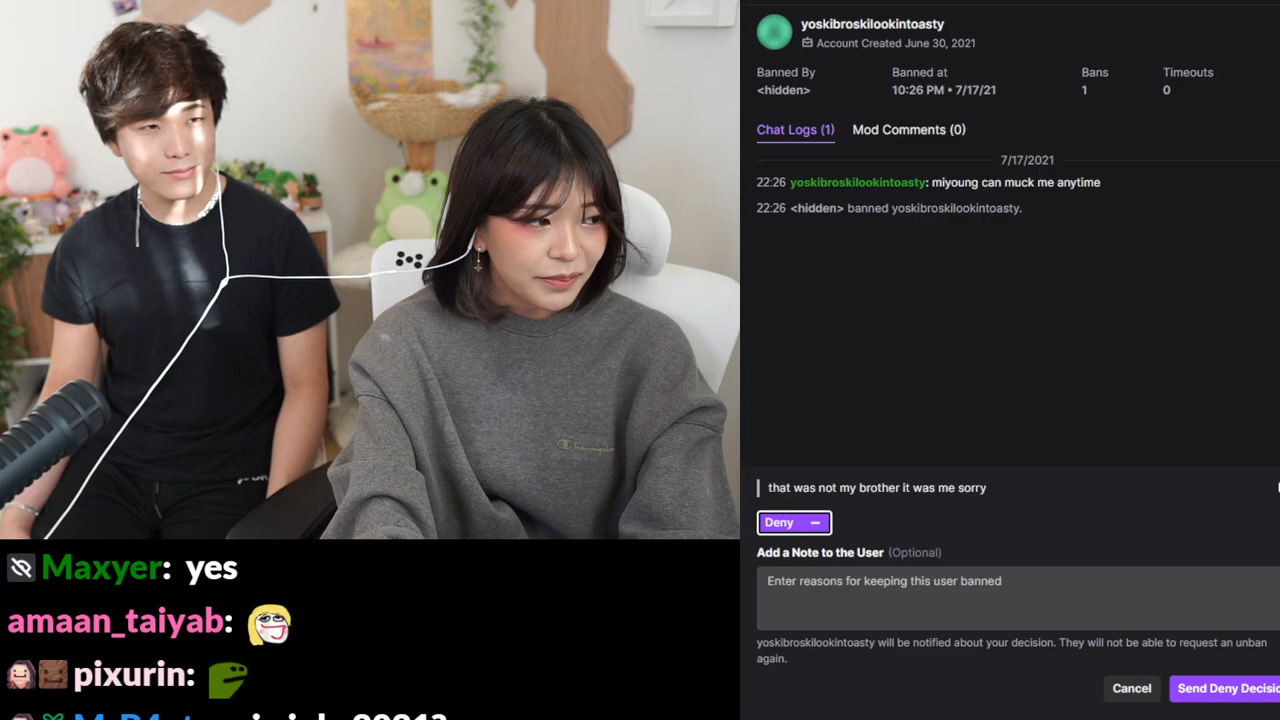 yoskibroskilookintoasty
Account Created June 30, 2021
Banned By
Banned at
Bans
Timeouts
<hidden>
10:26 PM • 7/17/21
1
0
Chat Logs (1)
Mod Comments (0)
7/17/2021
22:26 yoskibroskilookintoasty: miyoung can muck me anytime
22:26 <hidden> banned yoskibroskilookintoasty.
that was not my brother it was me sorry
Deny
Add a Note to the User (Optional)
Enter reasons for keeping this user banned
yoskibroskilookintoasty will be notified about your decision. They will not be able to request an unban
again.
Cancel
Send Deny Decisio
Champion
Maxyer: yes
amaan_taiyab:
pixurin: